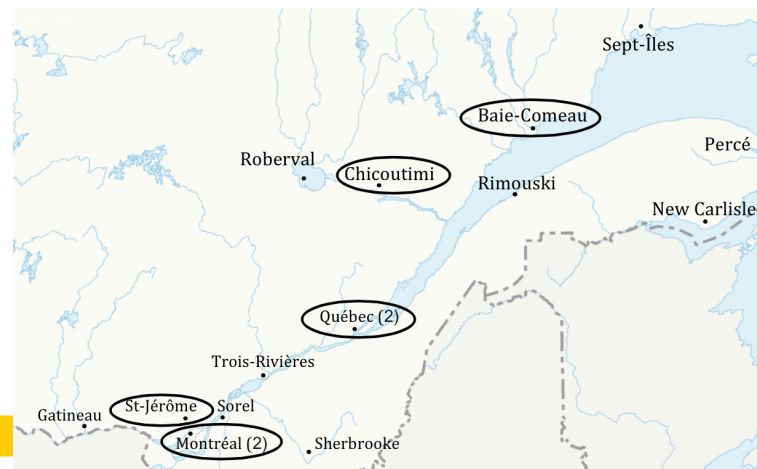 Sept-Îles
Baie-Comeau
Percé
Roberval
Chicoutimi
Rimouski
New Carlisle
Québec (2)
Trois-Rivières
St-Jérôme
Sorel
Gatineau
Montréal (2)
Sherbrooke